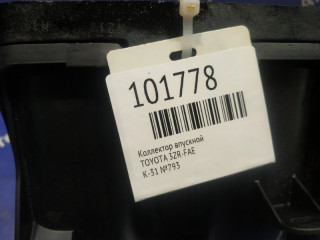 101778
Коллектор впускной
TOYOTA 3ZR-FAE
К-31 №793